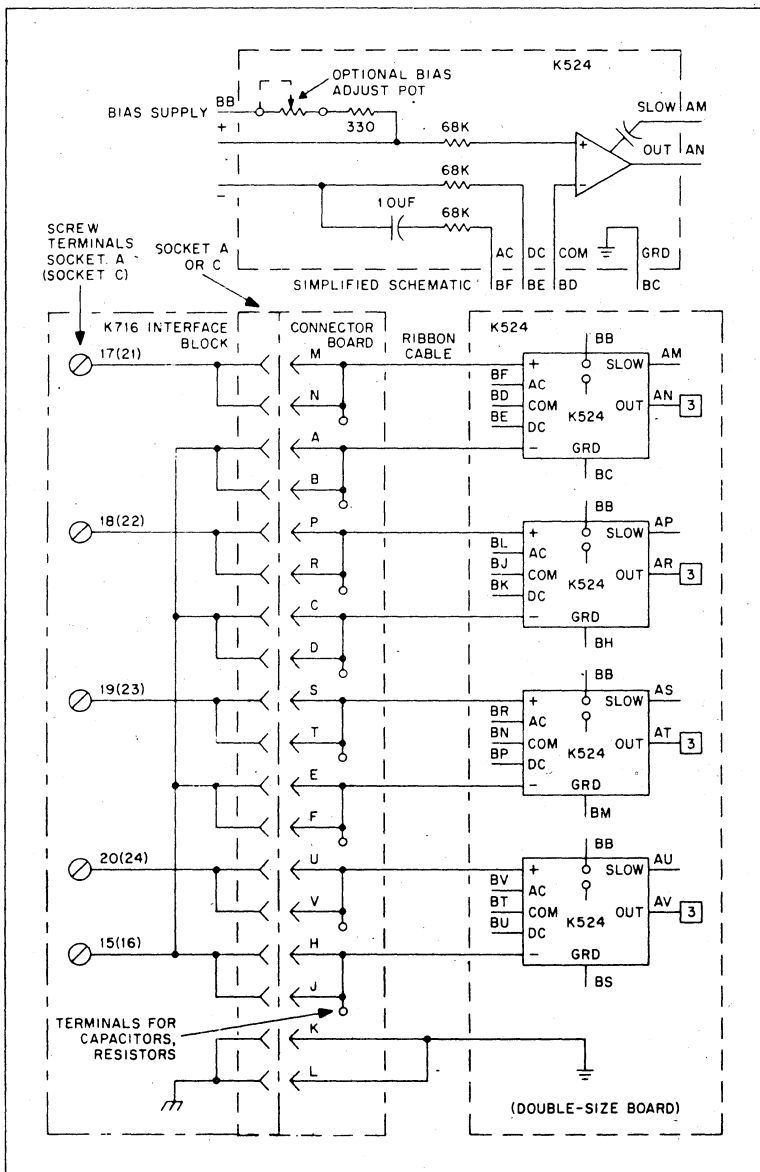 K524
OPTIONAL BIAS
ADJUST POT
BIAS SUPPLY
BB
+
330
68K
SLOW AM
+
OUT AN
68K
-
-
10UF
68K
AC DC COM GRD
BF BE BD BC
SIMPLIFIED SCHEMATIC
SCREW
TERMINALS
SOCKET A
(SOCKET C)
SOCKET A
OR C
K716 INTERFACE
BLOCK
CONNECTOR
BOARD
RIBBON
CABLE
K524
17(21)
M
N
A
B
BB
+ SLOW AM
BF AC
BD COM K524 OUT AN 3
BE DC
- GRD
BC
18(22)
P
R
C
D
BB
+ SLOW AP
BL AC
BJ COM K524 OUT AR 3
BK DC
- GRD
BH
19(23)
S
T
E
F
BB
+ SLOW AS
BR AC
BN COM K524 OUT AT 3
BP DC
- GRD
BM
20(24)
U
V
BB
+ SLOW AU
BV AC
BT COM K524 OUT AV 3
BU DC
- GRD
BS
15(16)
H
J
TERMINALS FOR
CAPACITORS,
RESISTORS
K
L
(DOUBLE-SIZE BOARD)